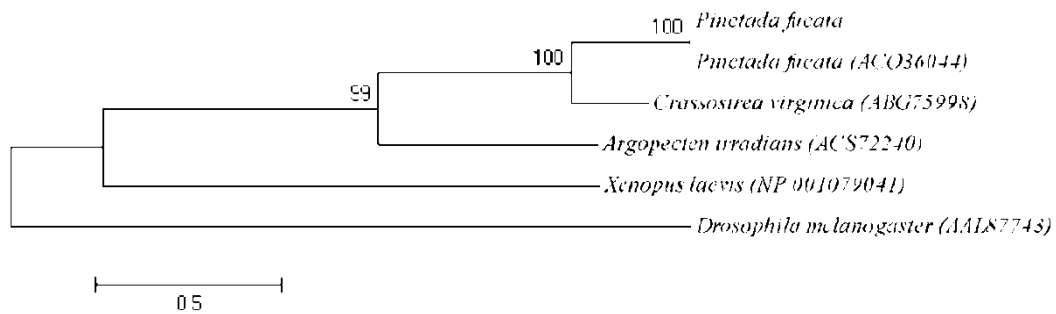 100 Pinctada fucata
100 Pinctada fucata (ACO36044)
99 Crassostrea virginica (ABG75998)
Argopecten irradians (ACS72240)
Xenopus laevis (NP 001079041)
Drosophila melanogaster (AAL87743)
0.5